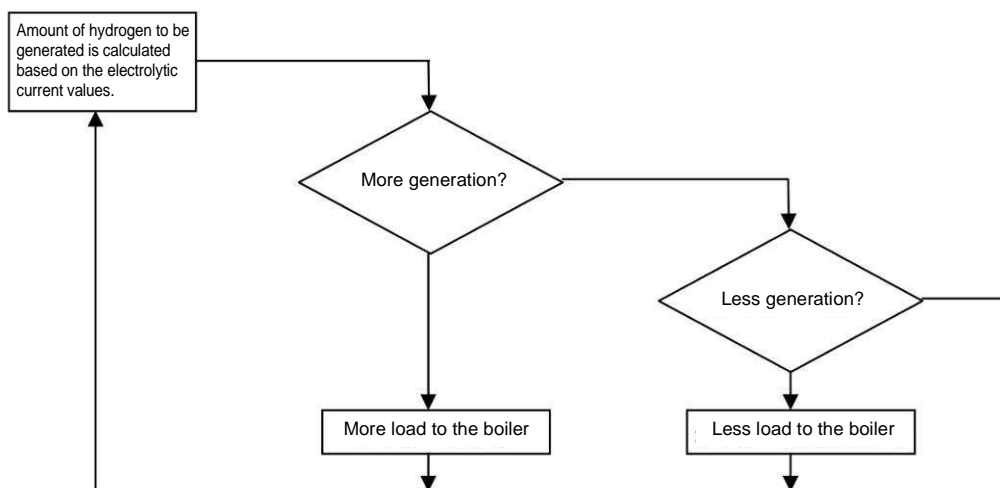 Amount of hydrogen to be
generated is calculated
based on the electrolytic
current values.
More generation?
Less generation?
More load to the boiler
Less load to the boiler